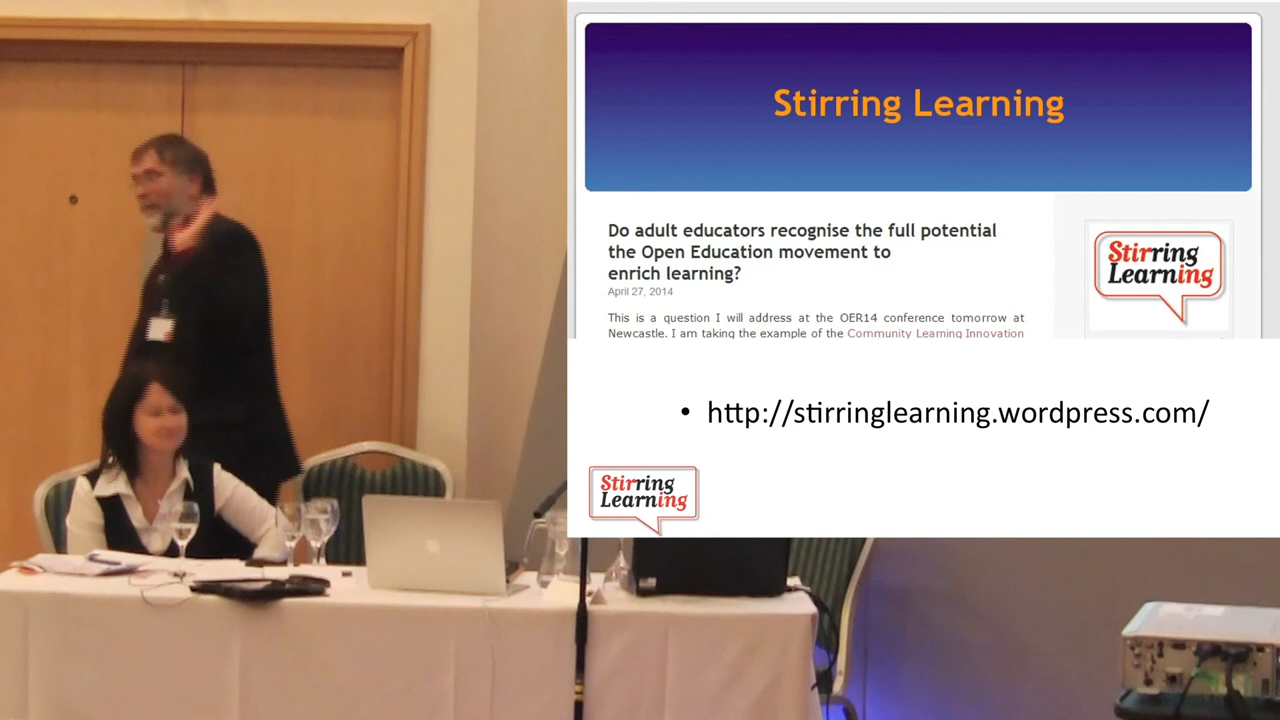 Stirring Learning
Do adult educators recognise the full potential
the Open Education movement to
enrich learning?
April 27, 2014
This is a question I will address at the OER14 conference tomorrow at
Newcastle. I am taking the example of the Community Learning Innovation
Stirring
Learning
• http://stirringlearning.wordpress.com/
Stirring
Learning